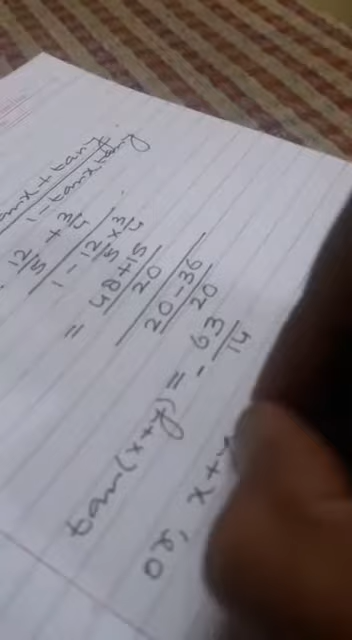 tanx + tany
1 - tanx tany
12/5 + 3/4
1 - 12/5 × 3/4
= 48+15
20
20-36
20
tan(x+y) = - 63/14
or, x+y